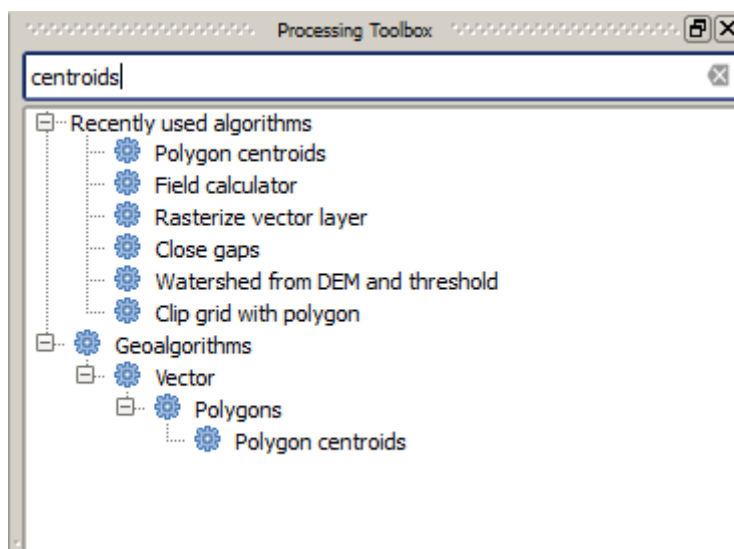 Processing Toolbox
centroids
Recently used algorithms
Polygon centroids
Field calculator
Rasterize vector layer
Close gaps
Watershed from DEM and threshold
Clip grid with polygon
Geoalgorithms
Vector
Polygons
Polygon centroids